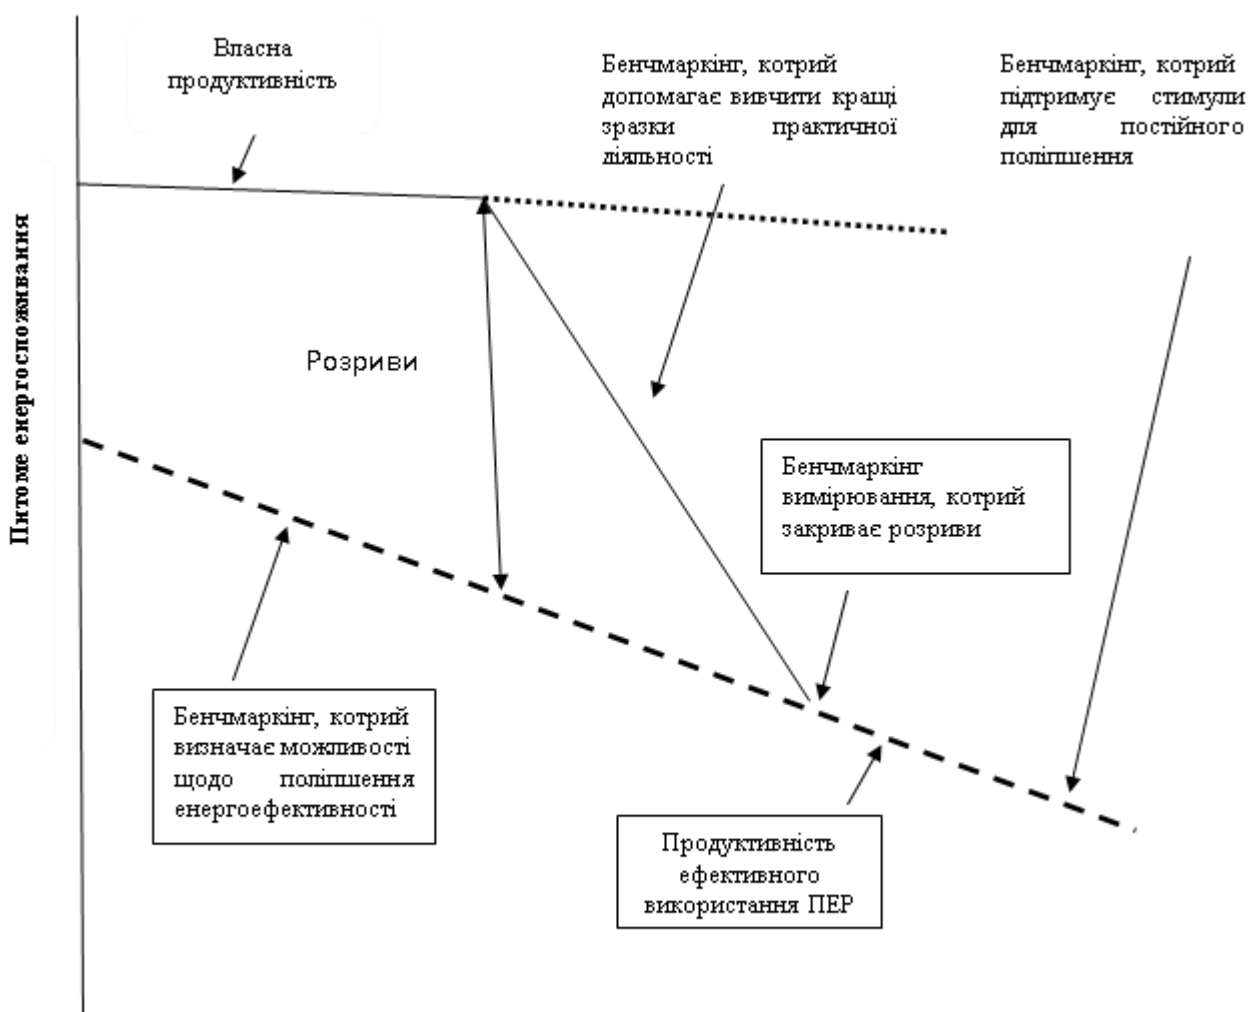 Власна
продуктивність
Бенчмаркінг, котрий
допомагає вивчити кращі
зразки практичної
діяльності
Бенчмаркінг, котрий
підтримує стимули
для постійного
поліпшення
Питоме енергоспоживання
Розриви
Бенчмаркінг
вимірювання, котрий
закриває розриви
Бенчмаркінг, котрий
визначає можливості
щодо поліпшення
енергоефективності
Продуктивність
ефективного
використання ПЕР